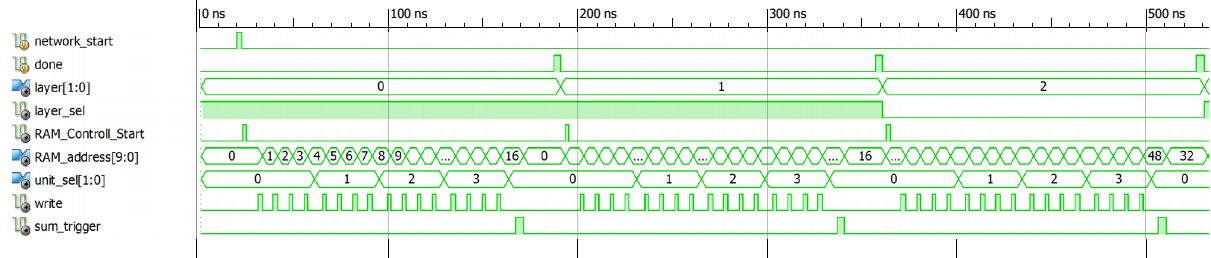 0 ns 100 ns 200 ns 300 ns 400 ns 500 ns
network_start
done
layer[1:0] 0 1 2
layer_sel
RAM_Controll_Start
RAM_address[9:0] 0 1 2 3 4 5 6 7 8 9 ... 16 0 ... ... ... 16 ... 48 32
unit_sel[1:0] 0 1 2 3 0 1 2 3 0 1 2 3 0
write
sum_trigger